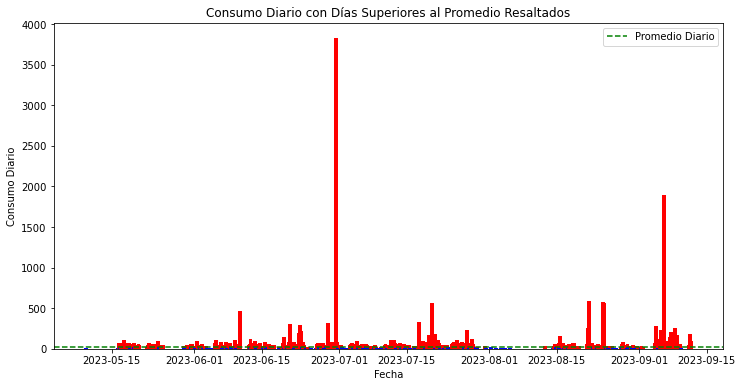 Consumo Diario con Días Superiores al Promedio Resaltados
Promedio Diario
4000
3500
3000
2500
2000
1500
1000
500
0
Consumo Diario
2023-05-15 2023-06-01 2023-06-15 2023-07-01 2023-07-15 2023-08-01 2023-08-15 2023-09-01 2023-09-15
Fecha